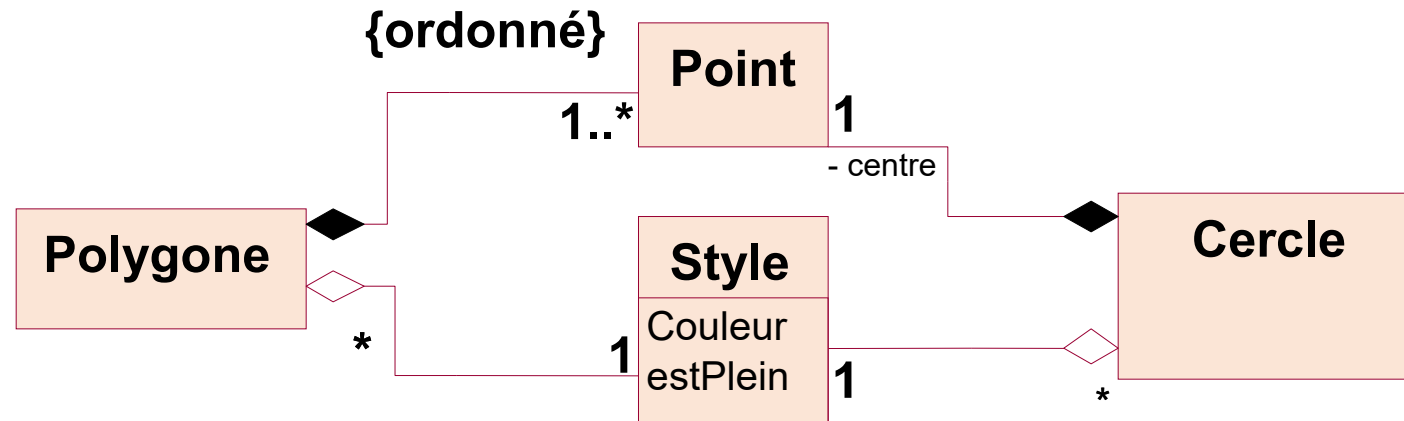 {ordonné}
Point
1..*
1
- centre
Polygone
Style
Cercle
Couleur
estPlein
*
1
1
*